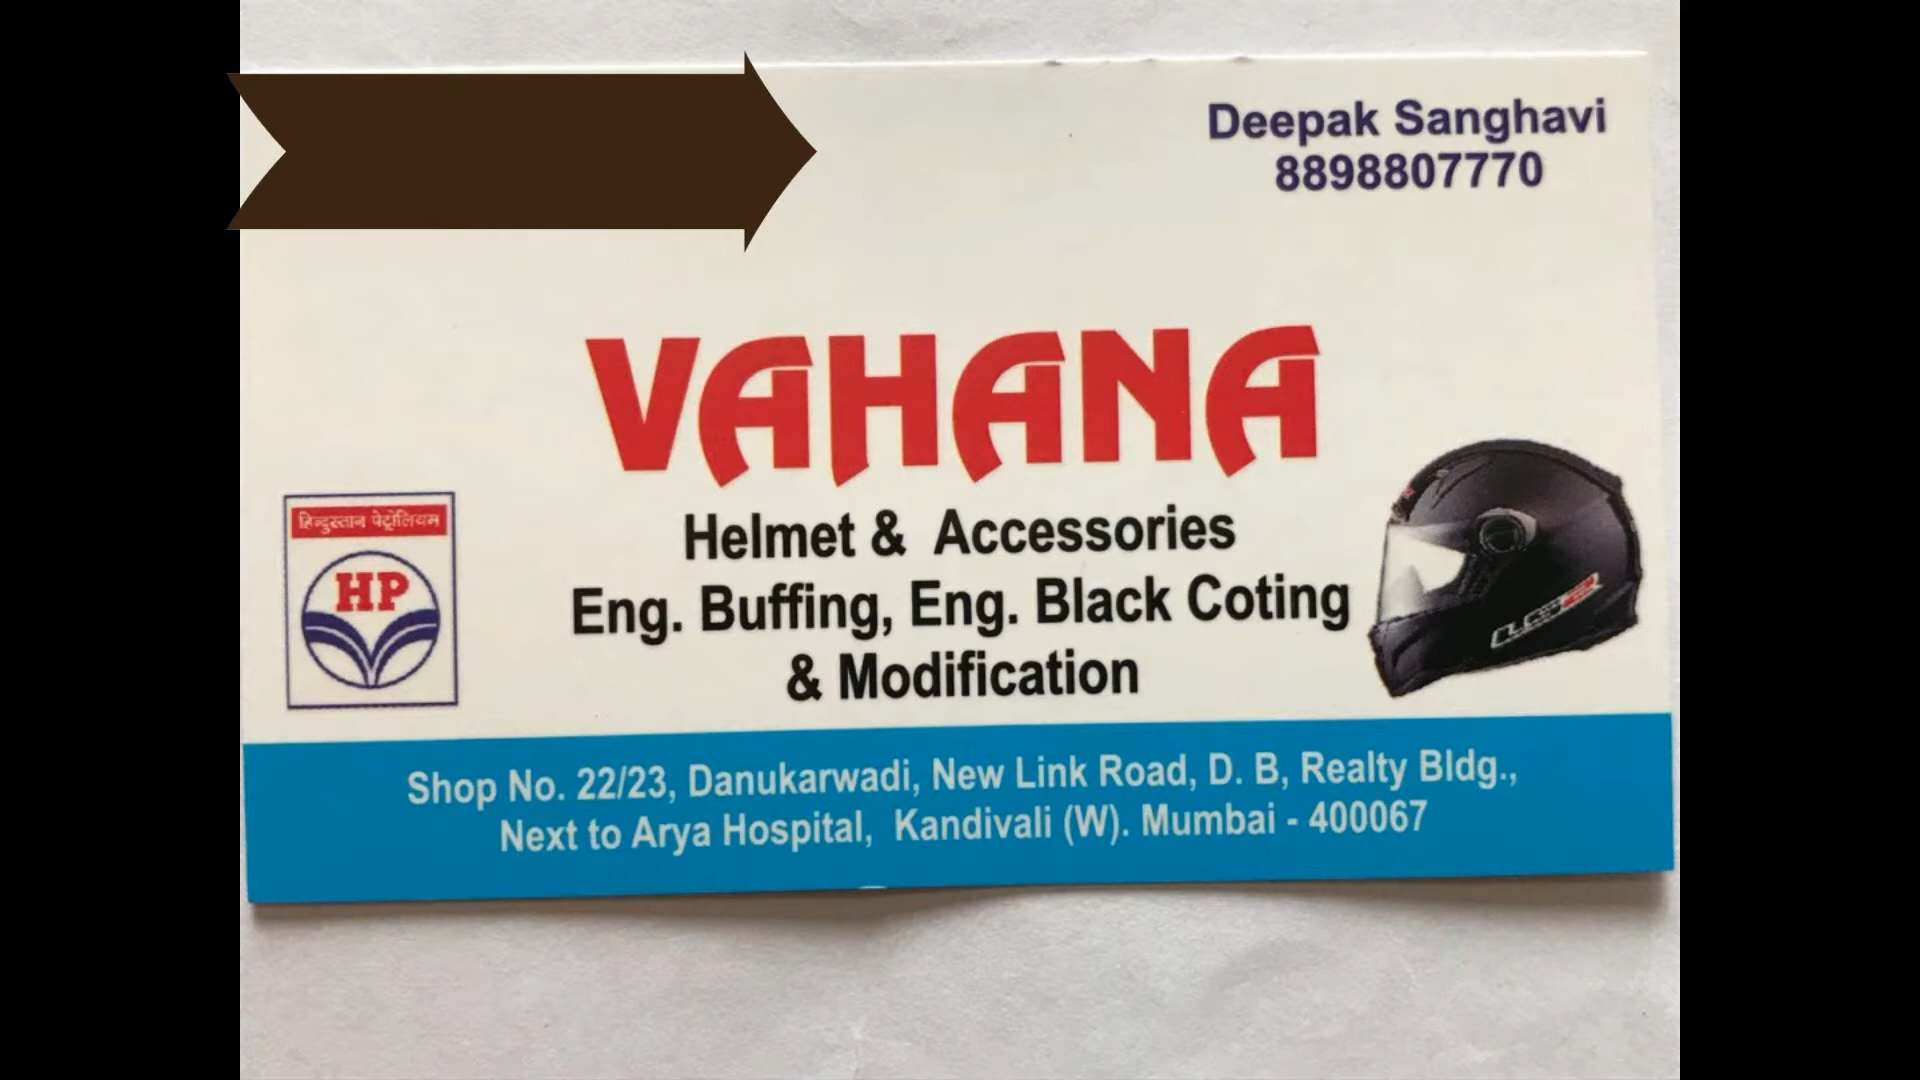 Deepak Sanghavi
8898807770
VAHANA
Helmet & Accessories
Eng. Buffing, Eng. Black Coting
& Modification
हिन्दुस्तान पेट्रोलियम
HP
Shop No. 22/23, Danukarwadi, New Link Road, D. B, Realty Bldg.,
Next to Arya Hospital, Kandivali (W). Mumbai - 400067